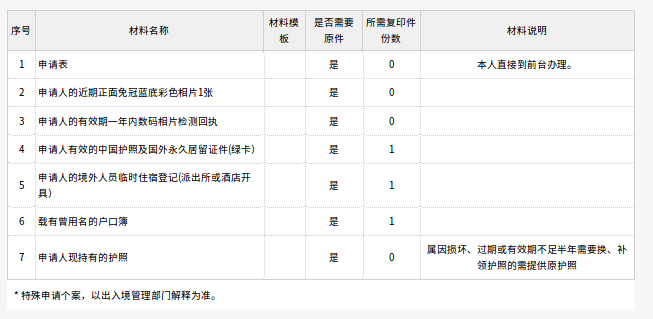 序号 材料名称 材料模板 是否需要原件 所需复印件份数 材料说明
1 申请表 是 0 本人直接到前台办理。
2 申请人的近期正面免冠蓝底彩色相片1张 是 0
3 申请人的有效期一年内数码相片检测回执 是 0
4 申请人有效的中国护照及国外永久居留证件(绿卡） 是 1
5 申请人的境外人员临时住宿登记(派出所或酒店开具） 是 1
6 载有曾用名的户口簿 是 1
7 申请人现持有的护照 是 0 属因损坏、过期或有效期不足半年需要换、补领护照的需提供原护照
* 特殊申请个案，以出入境管理部门解释为准。